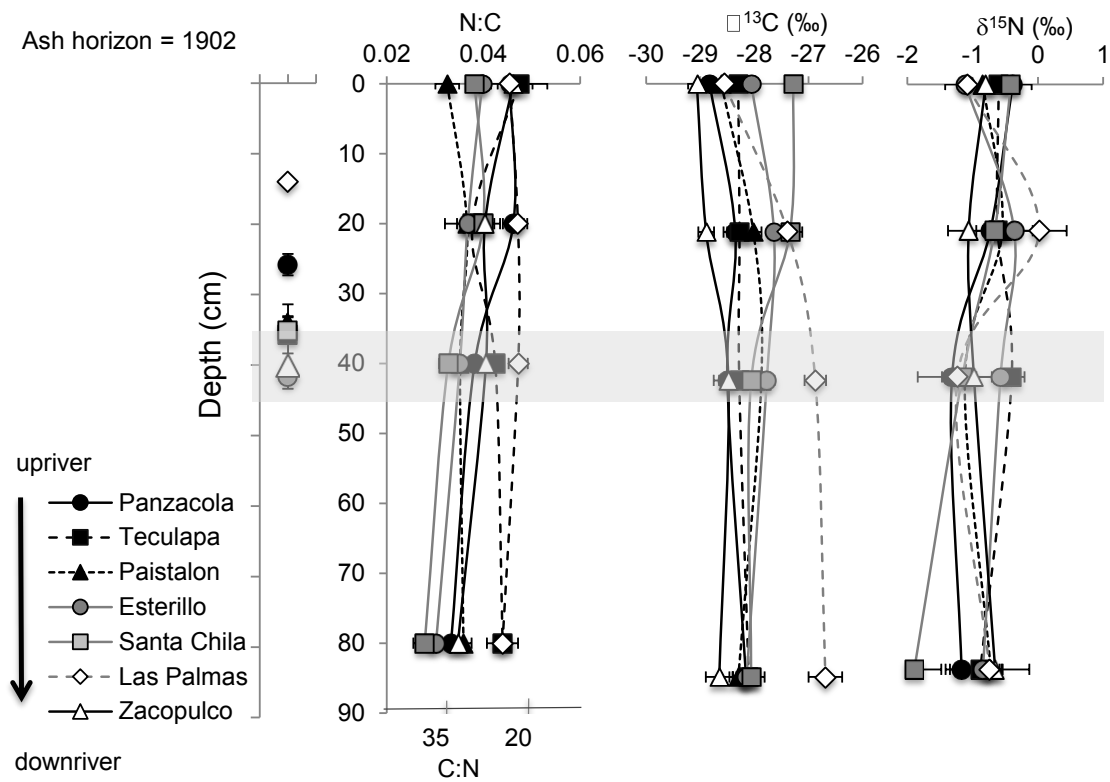 Ash horizon = 1902
N:C
□ ¹³C (‰)
δ¹⁵N (‰)
0.02 0.04 0.06
-30 -29 -28 -27 -26
-2 -1 0 1
0
10
20
30
40
50
60
70
80
90
Depth (cm)
35 20
C:N
upriver
Panzacola
Teculapa
Paistalon
Esterillo
Santa Chila
Las Palmas
Zacopulco
downriver